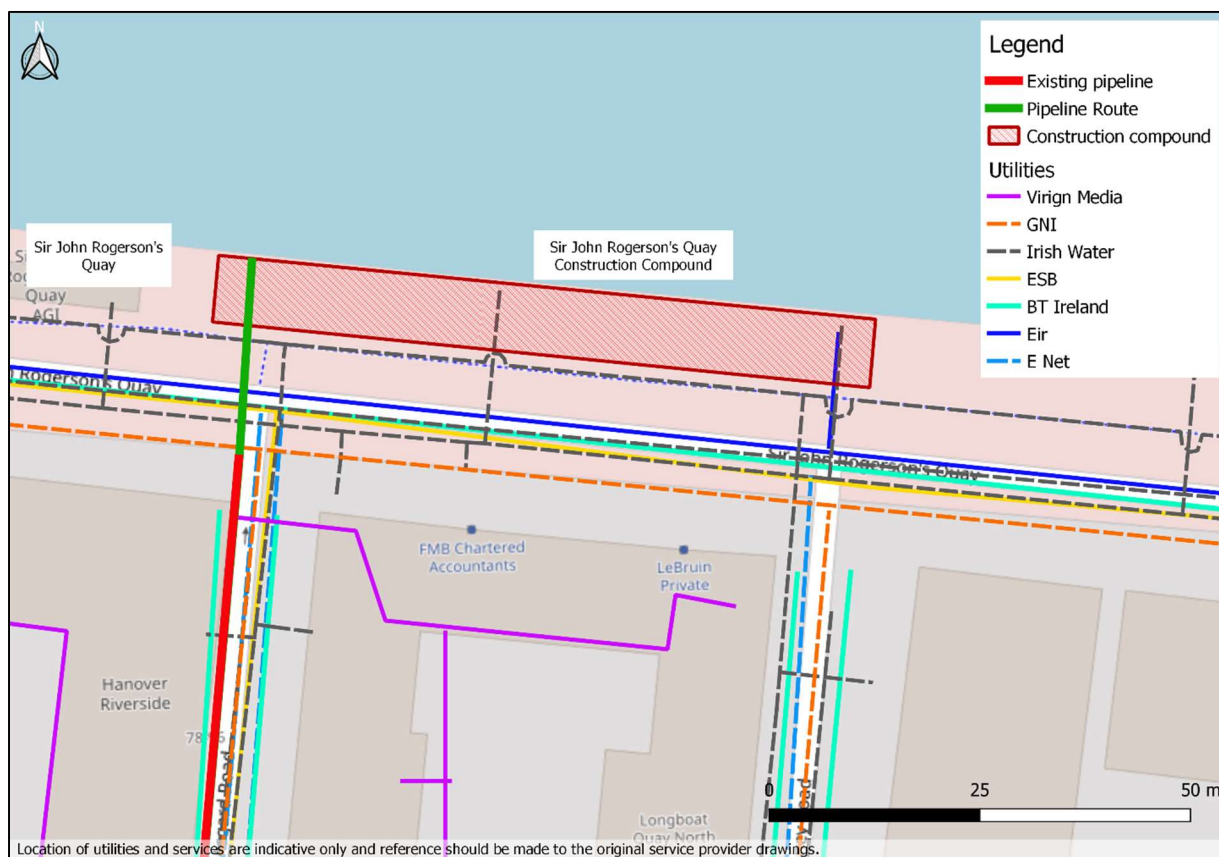 N
Legend
Existing pipeline
Pipeline Route
Construction compound
Utilities
Virign Media
GNI
Irish Water
ESB
BT Ireland
Eir
E Net
Sir John Rogerson's
Quay
Sir John Rogerson's Quay
Construction Compound
Quay
AGI
Rogerson's Quay
Sir John Rogerson's Quay
FMB Chartered
Accountants
LeBruin
Private
Hanover
Riverside
Road
Longboat
Quay North
0 25 50 m
Location of utilities and services are indicative only and reference should be made to the original service provider drawings.